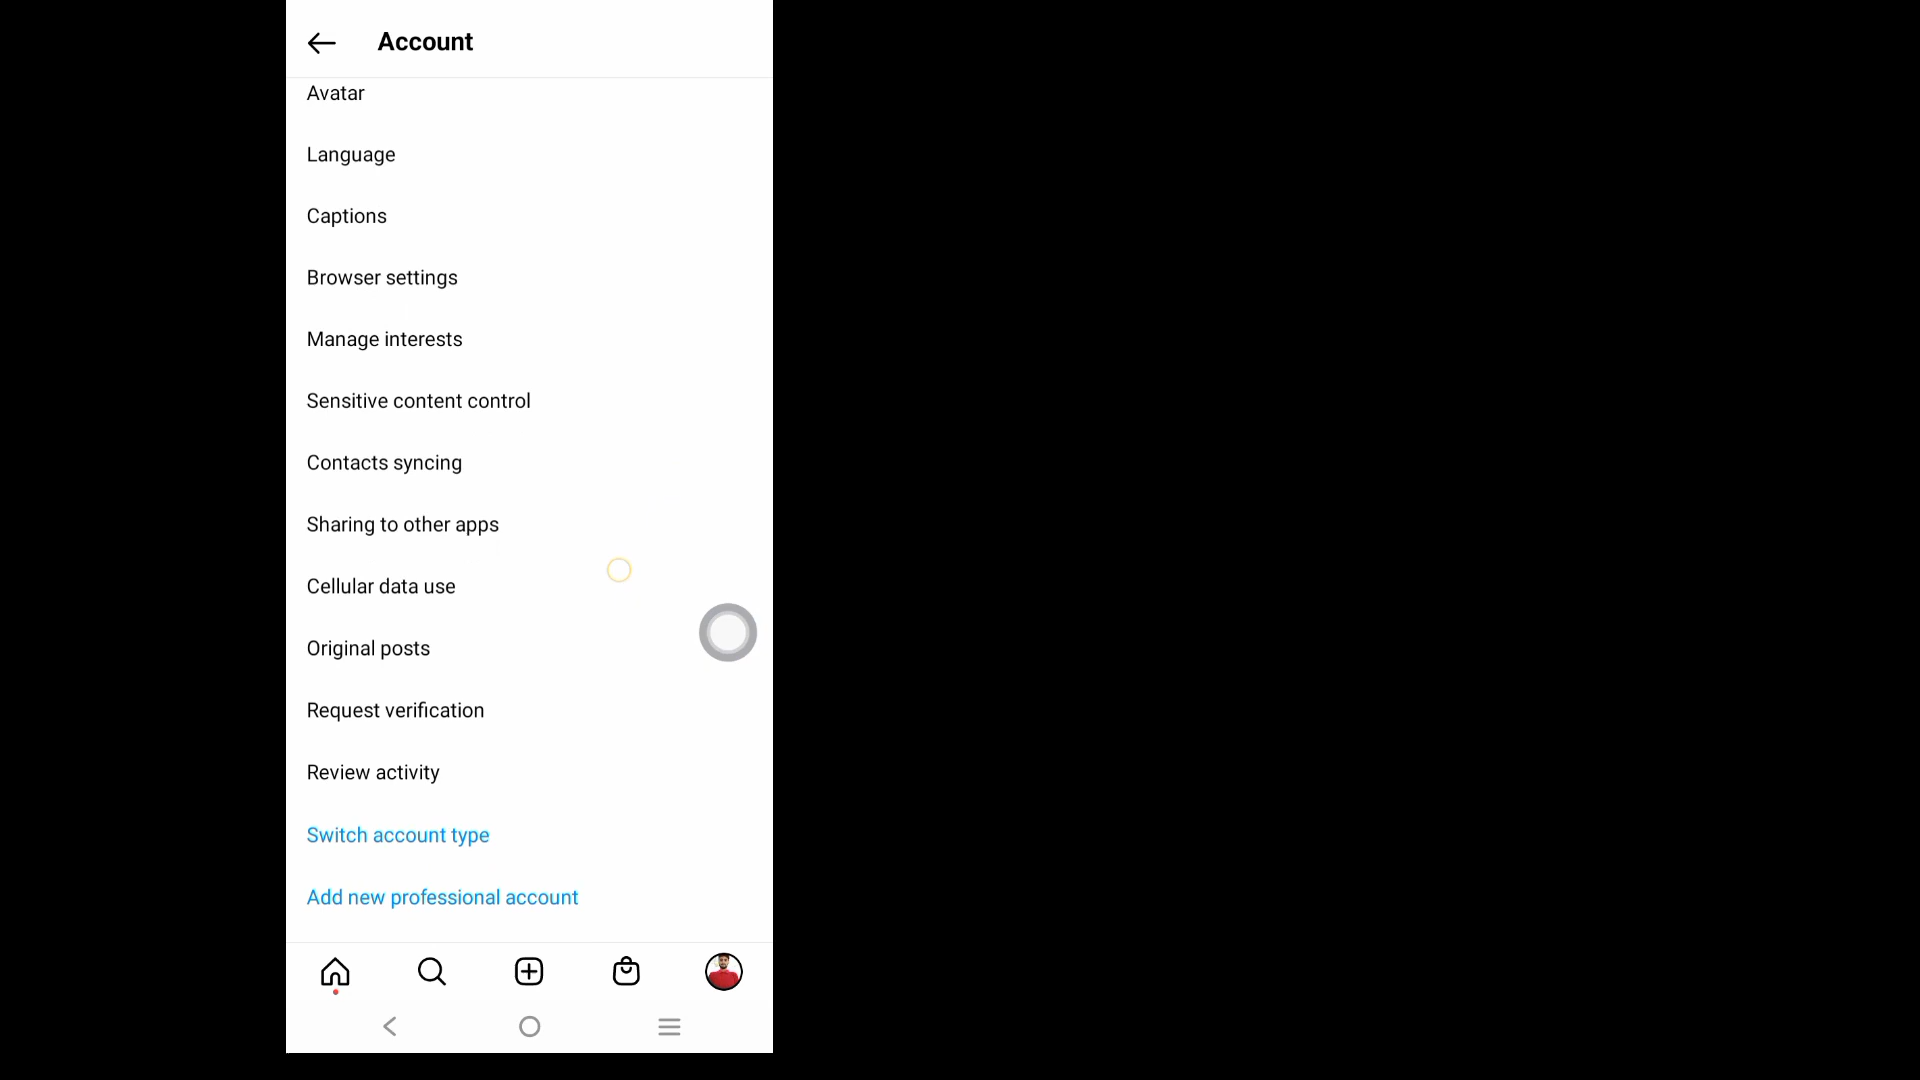 Account
Avatar
Language
Captions
Browser settings
Manage interests
Sensitive content control
Contacts syncing
Sharing to other apps
Cellular data use
Original posts
Request verification
Review activity
Switch account type
Add new professional account